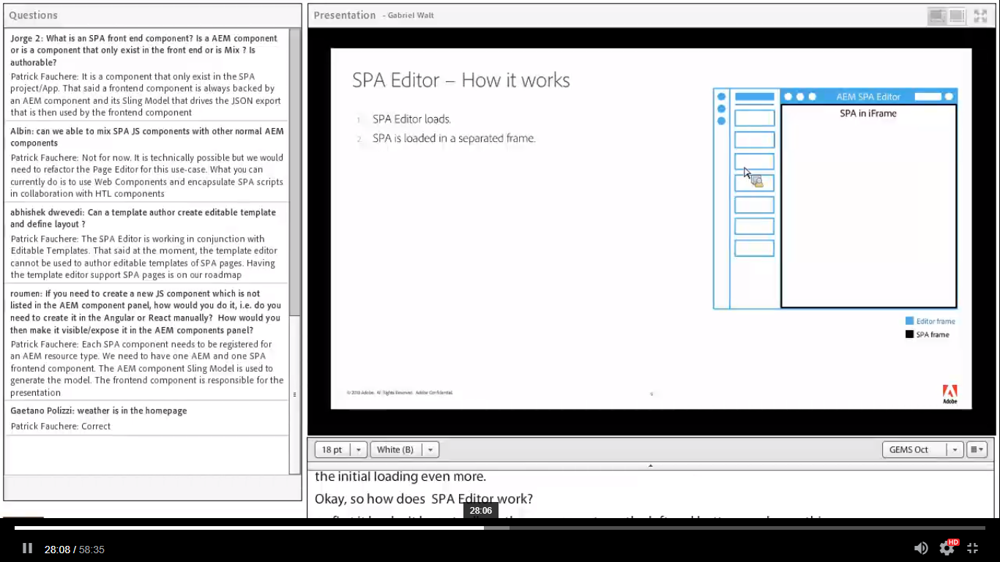 Questions
Jorge 2: What is an SPA front end component? Is a AEM component
or is a component that only exist in the front end or is Mix ? Is
authorable?
Patrick Fauchere: It is a component that only exist in the SPA
project/App. That said a frontend component is always backed by
an AEM component and its Sling Model that drives the JSON export
that is then used by the frontend component
Albin: can we able to mix SPA JS components with other normal AEM
components
Patrick Fauchere: Not for now. It is technically possible but we would
need to refactor the Page Editor for this use-case. What you can
currently do is to use Web Components and encapsulate SPA scripts
in collaboration with HTL components
abhishek dwevedi: Can a template author create editable template
and define layout ?
Patrick Fauchere: The SPA Editor is working in conjunction with
Editable Templates. That said at the moment, the template editor
cannot be used to author editable templates of SPA pages. Having
the template editor support SPA pages is on our roadmap
roumen: If you need to create a new JS component which is not
listed in the AEM component panel, how would you do it, i.e. do you
need to create it in the Angular or React manually? How would you
then make it visible/expose it in the AEM components panel?
Patrick Fauchere: Each SPA component needs to be registered for
an AEM resource type. We need to have one AEM and one SPA
frontend component. The AEM component Sling Model is used to
generate the model. The frontend component is responsible for the
presentation
Gaetano Polizzi: weather is in the homepage
Patrick Fauchere: Correct
Presentation - Gabriel Walt
SPA Editor – How it works
1. SPA Editor loads.
2. SPA is loaded in a separated frame.
AEM SPA Editor
SPA in iFrame
Editor frame
SPA frame
© 2018 Adobe. All Rights Reserved. Adobe Confidential.
Adobe
18 pt
White (B)
GEMS Oct
the initial loading even more.
Okay, so how does SPA Editor work?
28:06
28:08 / 58:35
HD